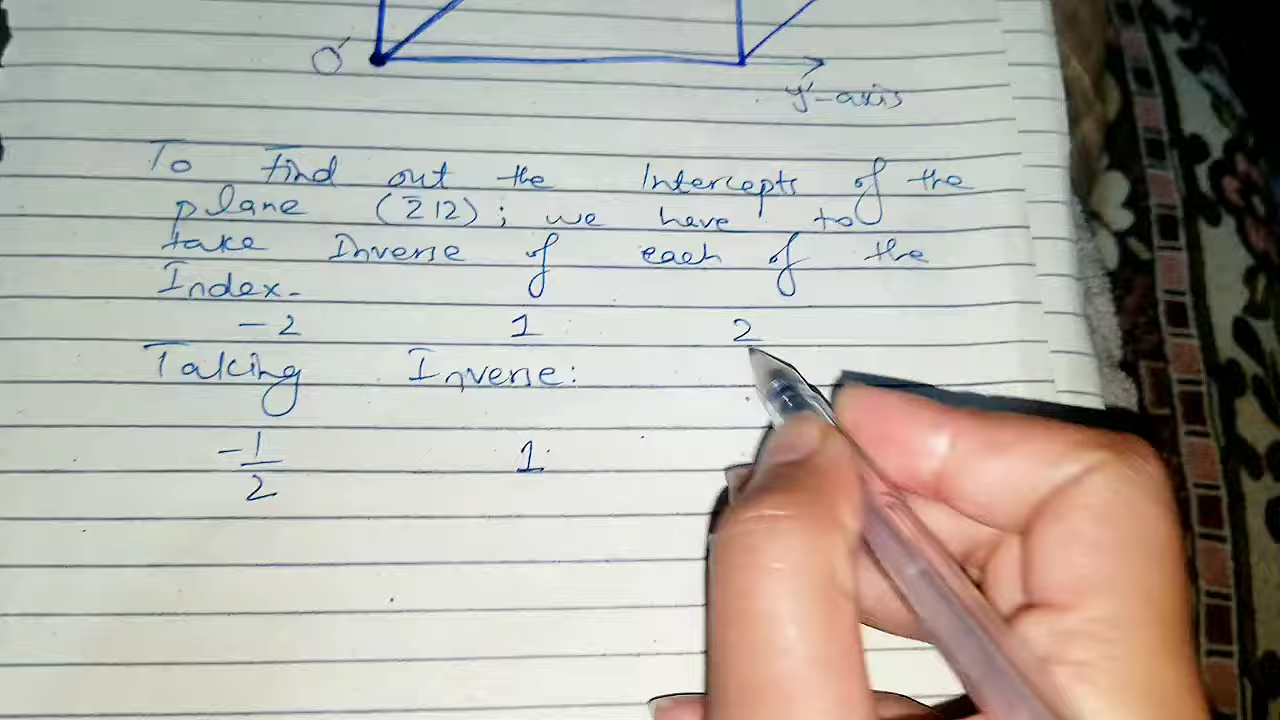 O'
y'-axis
To find out the Intercepts of the
plane (2̅12); we have to
take Inverse of each of the
Index.
-2 1 2
Taking Inverse:
-1/2 1